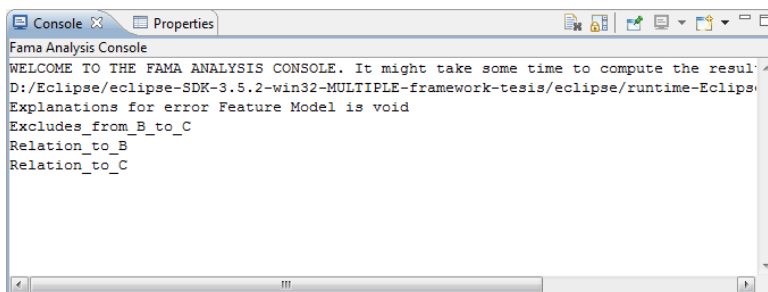 Console Properties
Fama Analysis Console
WELCOME TO THE FAMA ANALYSIS CONSOLE. It might take some time to compute the resul
D:/Eclipse/eclipse-SDK-3.5.2-win32-MULTIPLE-framework-tesis/eclipse/runtime-Eclips
Explanations for error Feature Model is void
Excludes_from_B_to_C
Relation_to_B
Relation_to_C